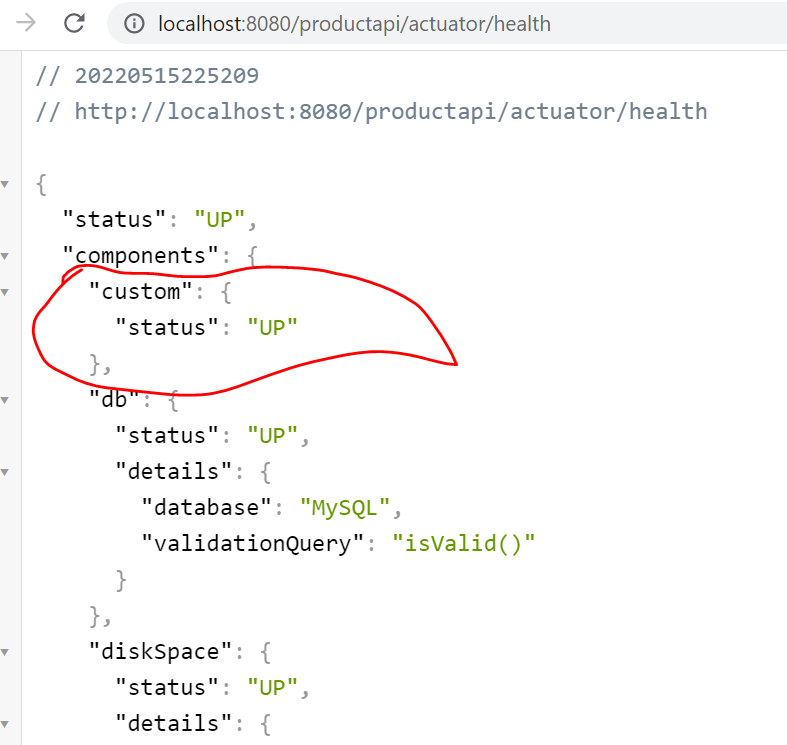 localhost:8080/productapi/actuator/health
// 20220515225209
// http://localhost:8080/productapi/actuator/health
{
"status": "UP",
"components": {
"custom": {
"status": "UP"
},
"db": {
"status": "UP",
"details": {
"database": "MySQL",
"validationQuery": "isValid()"
}
},
"diskSpace": {
"status": "UP",
"details": {